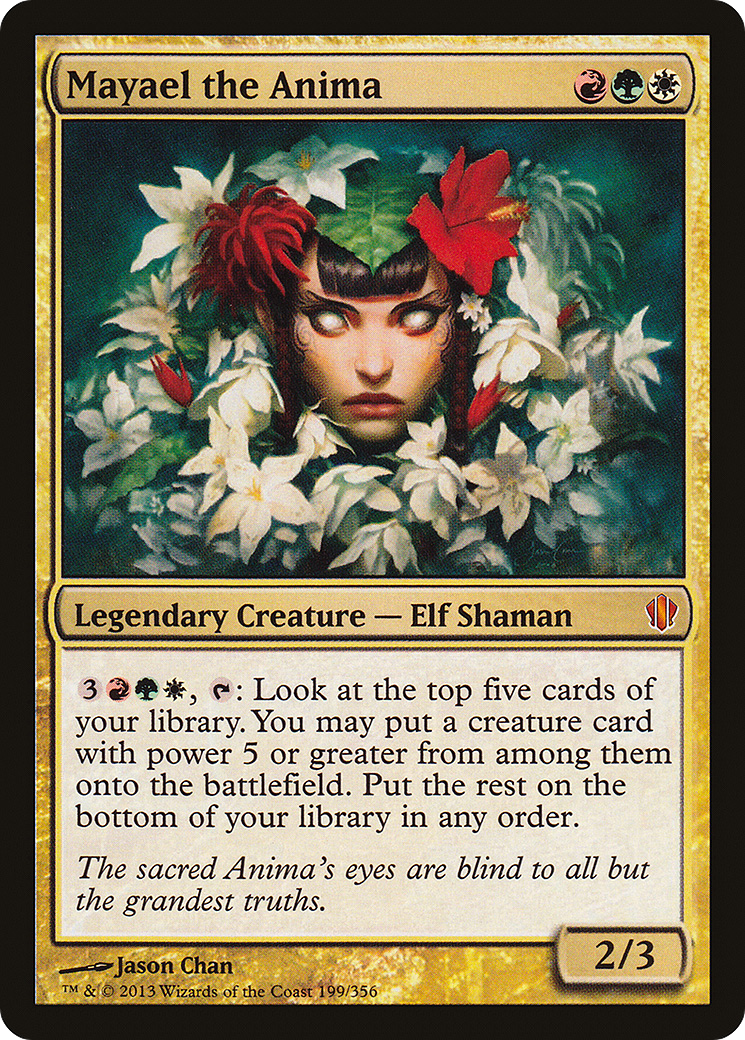 Mayael the Anima
Legendary Creature — Elf Shaman
3, : Look at the top five cards of
your library. You may put a creature card
with power 5 or greater from among them
onto the battlefield. Put the rest on the
bottom of your library in any order.
The sacred Anima's eyes are blind to all but
the grandest truths.
2/3
Jason Chan
™ & © 2013 Wizards of the Coast 199/356